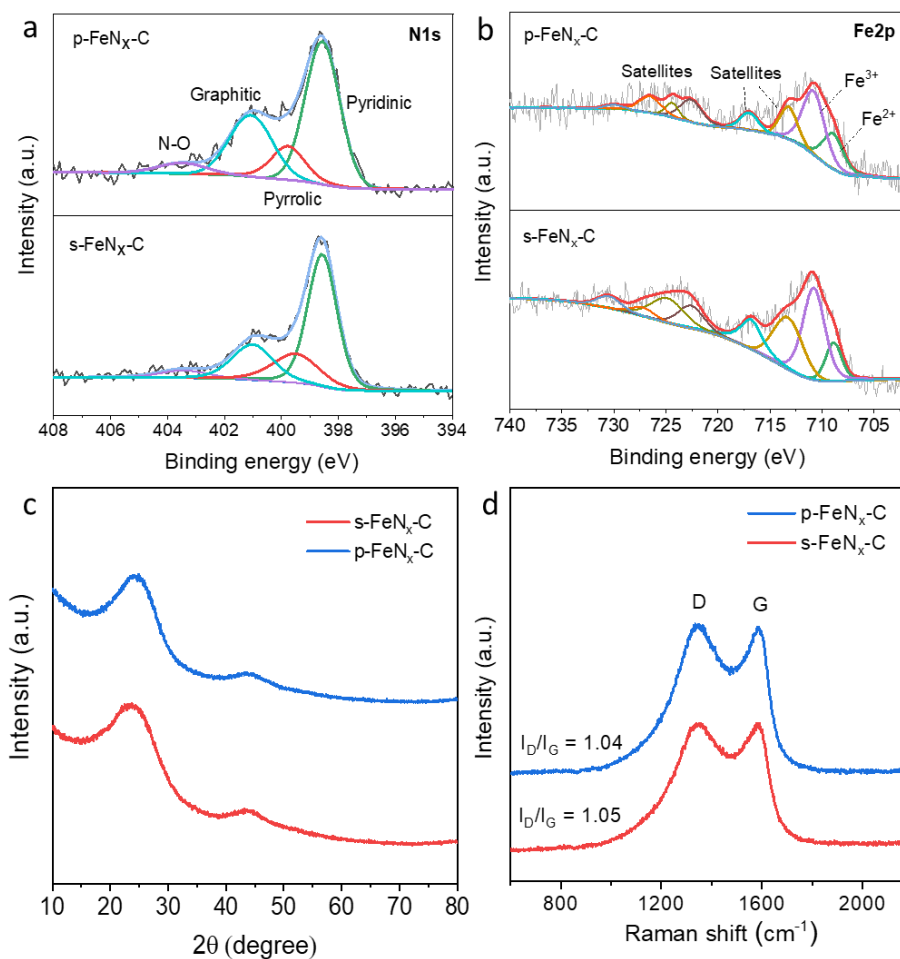 a
p-FeNX-C
N1s
Graphitic
Pyridinic
N-O
Pyrrolic
s-FeNX-C
Intensity (a.u.)
408 406 404 402 400 398 396 394
Binding energy (eV)
b
p-FeNx-C
Fe2p
Satellites
Satellites
Fe3+
Fe2+
s-FeNx-C
Intensity (a.u.)
740 735 730 725 720 715 710 705
Binding energy (eV)
c
s-FeNx-C
p-FeNx-C
Intensity (a.u.)
10 20 30 40 50 60 70 80
2θ (degree)
d
p-FeNx-C
s-FeNx-C
D
G
ID/IG = 1.04
ID/IG = 1.05
Intensity (a.u.)
800 1200 1600 2000
Raman shift (cm-1)